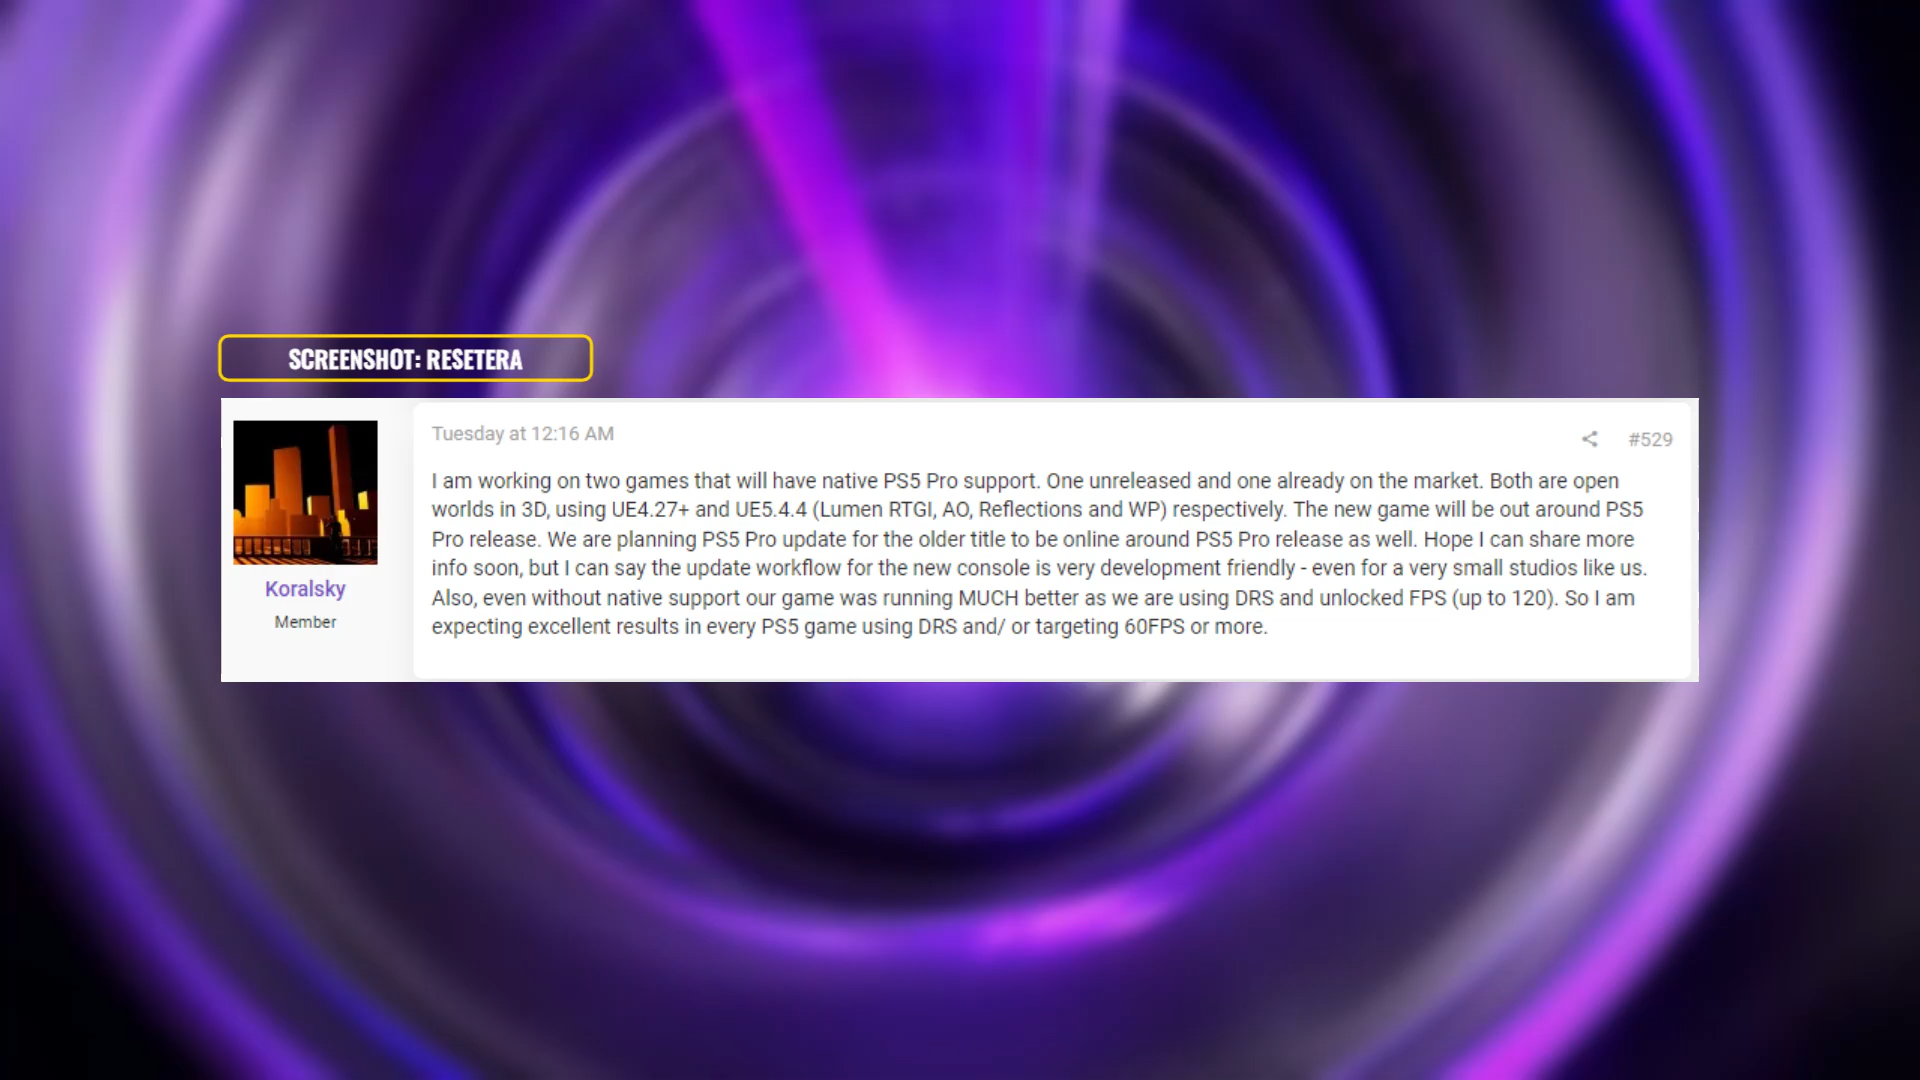 SCREENSHOT: RESETERA
Tuesday at 12:16 AM
#529
I am working on two games that will have native PS5 Pro support. One unreleased and one already on the market. Both are open
worlds in 3D, using UE4.27+ and UE5.4.4 (Lumen RTGI, AO, Reflections and WP) respectively. The new game will be out around PS5
Pro release. We are planning PS5 Pro update for the older title to be online around PS5 Pro release as well. Hope I can share more
info soon, but I can say the update workflow for the new console is very development friendly - even for a very small studios like us.
Also, even without native support our game was running MUCH better as we are using DRS and unlocked FPS (up to 120). So I am
expecting excellent results in every PS5 game using DRS and/ or targeting 60FPS or more.
Koralsky
Member